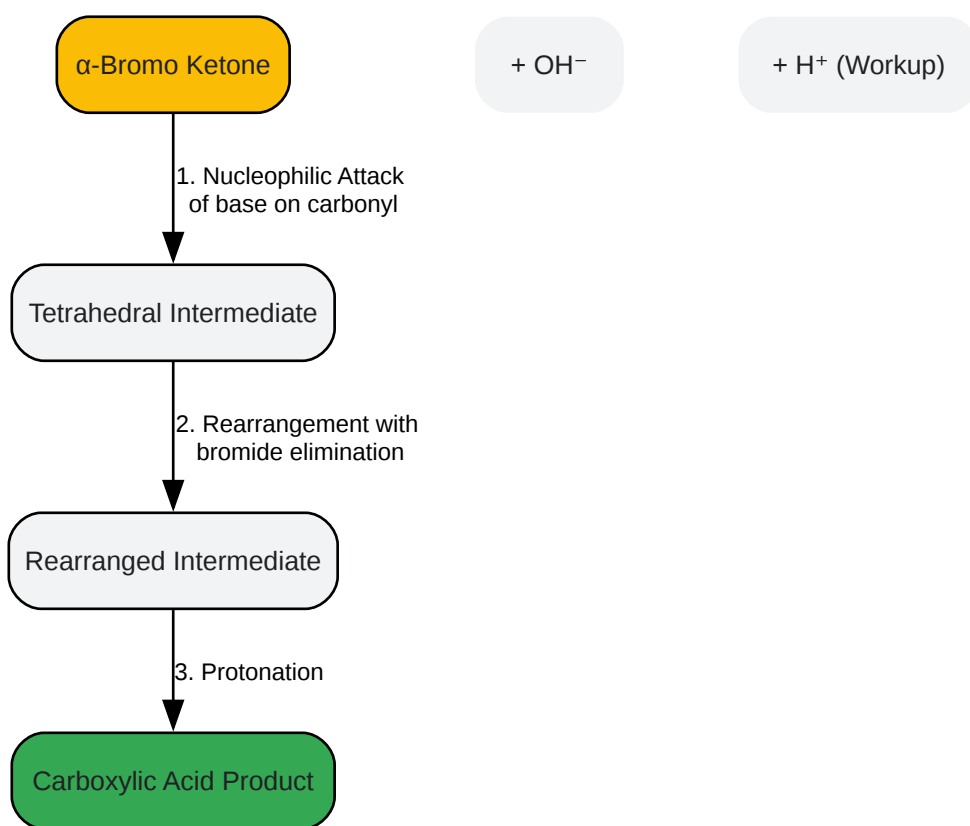 α-Bromo Ketone
+ OH⁻
+ H⁺ (Workup)
1. Nucleophilic Attack
of base on carbonyl
Tetrahedral Intermediate
2. Rearrangement with
bromide elimination
Rearranged Intermediate
3. Protonation
Carboxylic Acid Product